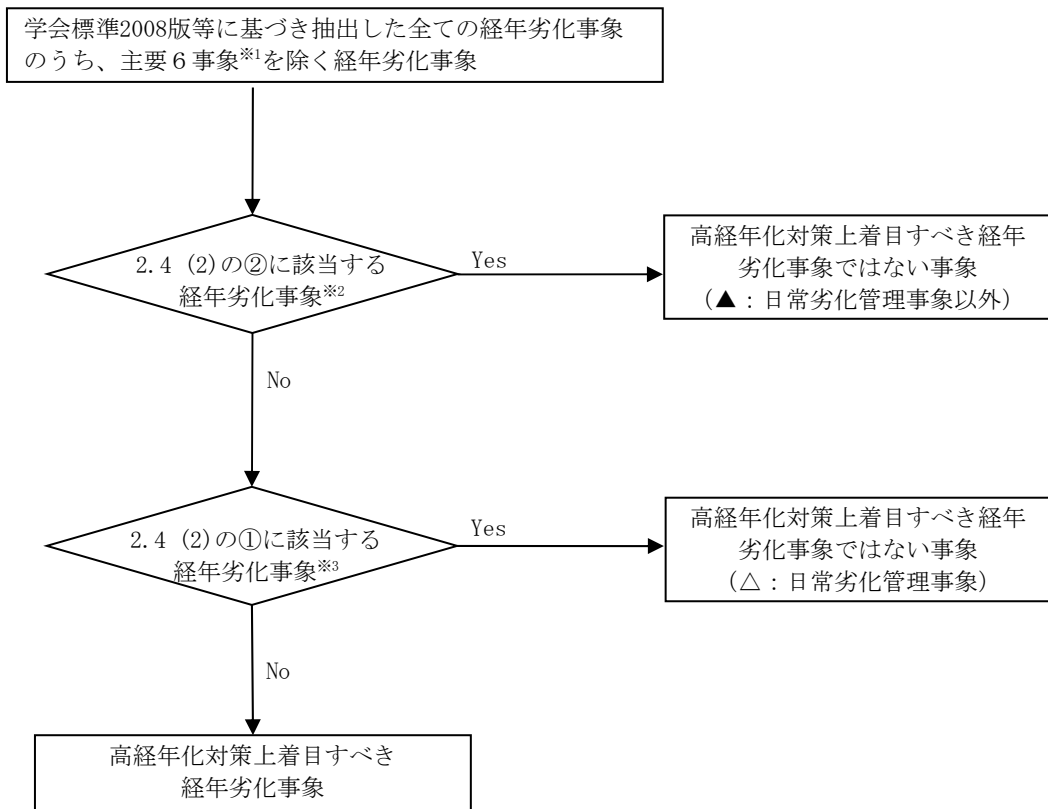 学会標準2008版等に基づき抽出した全ての経年劣化事象
のうち、主要６事象※1を除く経年劣化事象
2.4 (2)の②に該当する
経年劣化事象※2
Yes
高経年化対策上着目すべき経年
劣化事象ではない事象
（▲：日常劣化管理事象以外）
No
2.4 (2)の①に該当する
経年劣化事象※3
Yes
高経年化対策上着目すべき経年
劣化事象ではない事象
（△：日常劣化管理事象）
No
高経年化対策上着目すべき
経年劣化事象